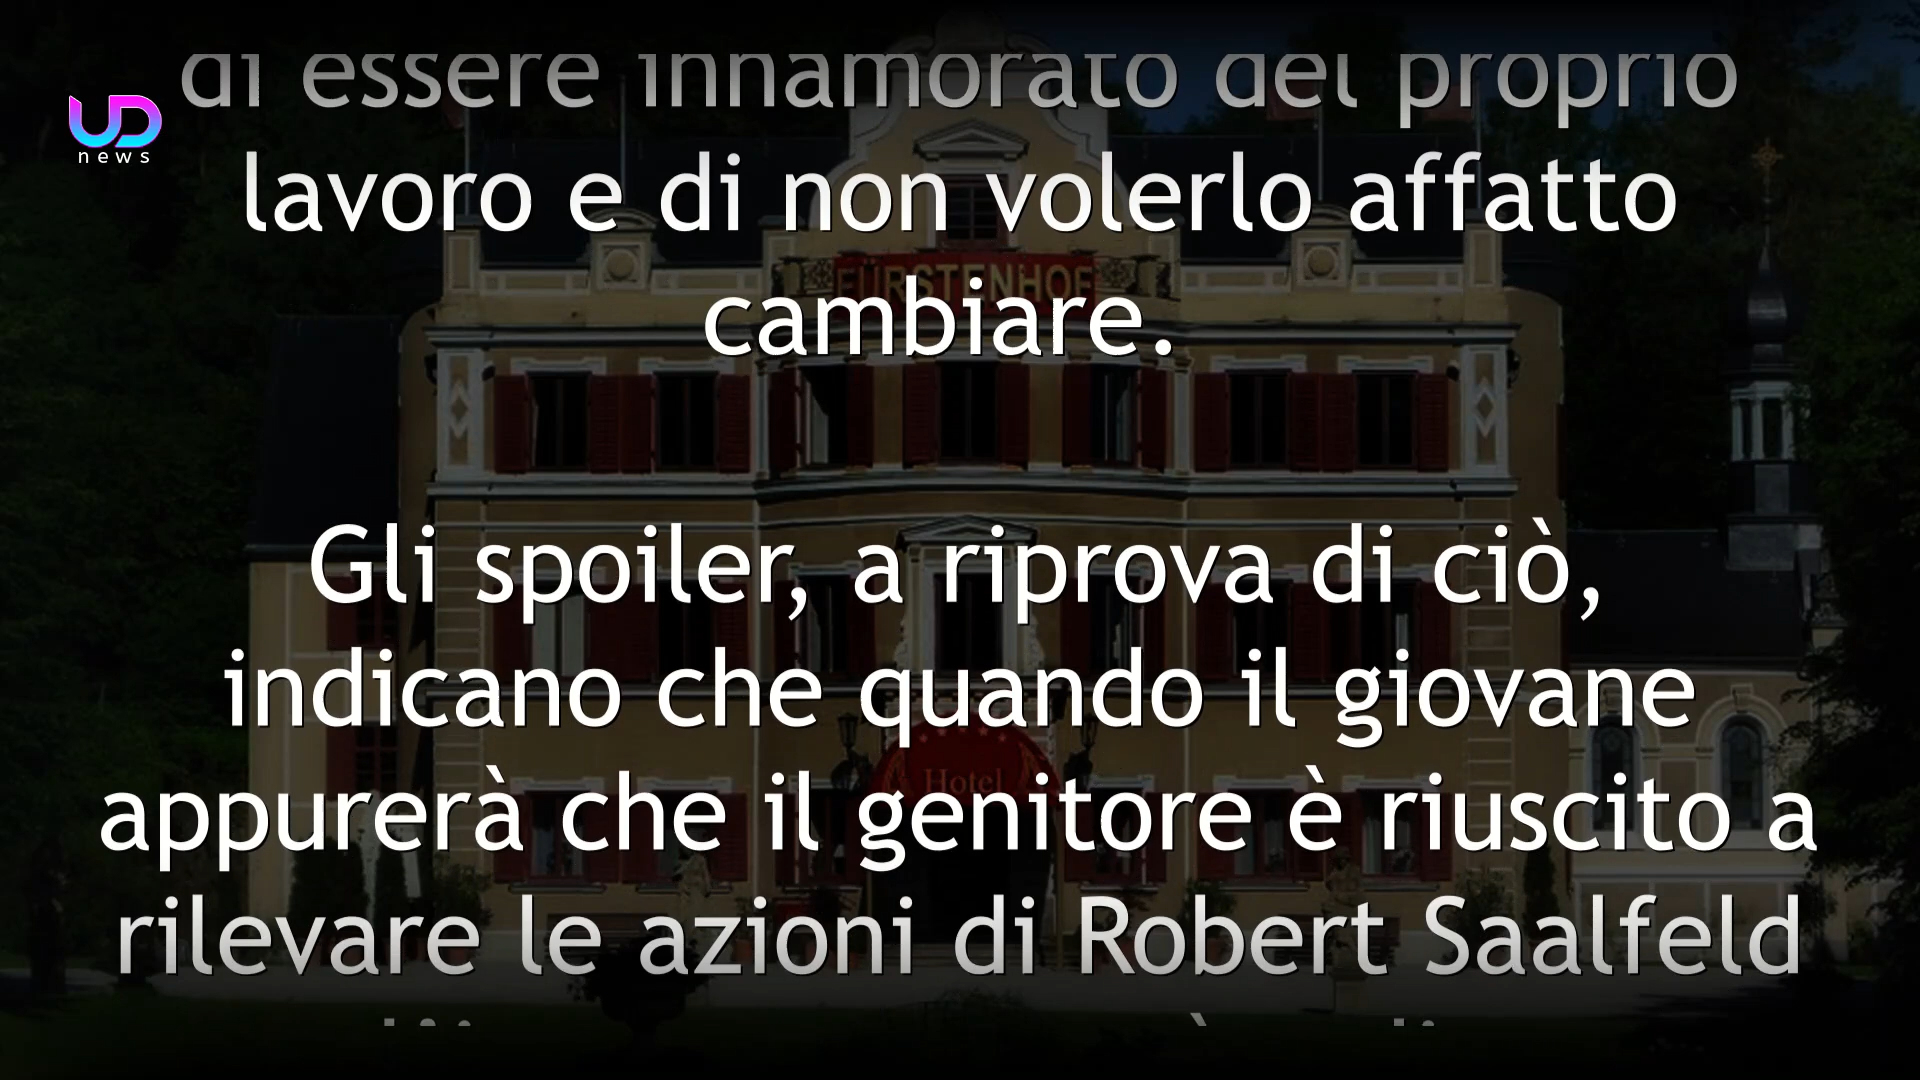 di essere innamorato del proprio
UD
news
lavoro e di non volerlo affatto
FÜRSTENHOF
cambiare.
Gli spoiler, a riprova di ciò,
indicano che quando il giovane
Hotel
appurerà che il genitore è riuscito a
rilevare le azioni di Robert Saalfeld